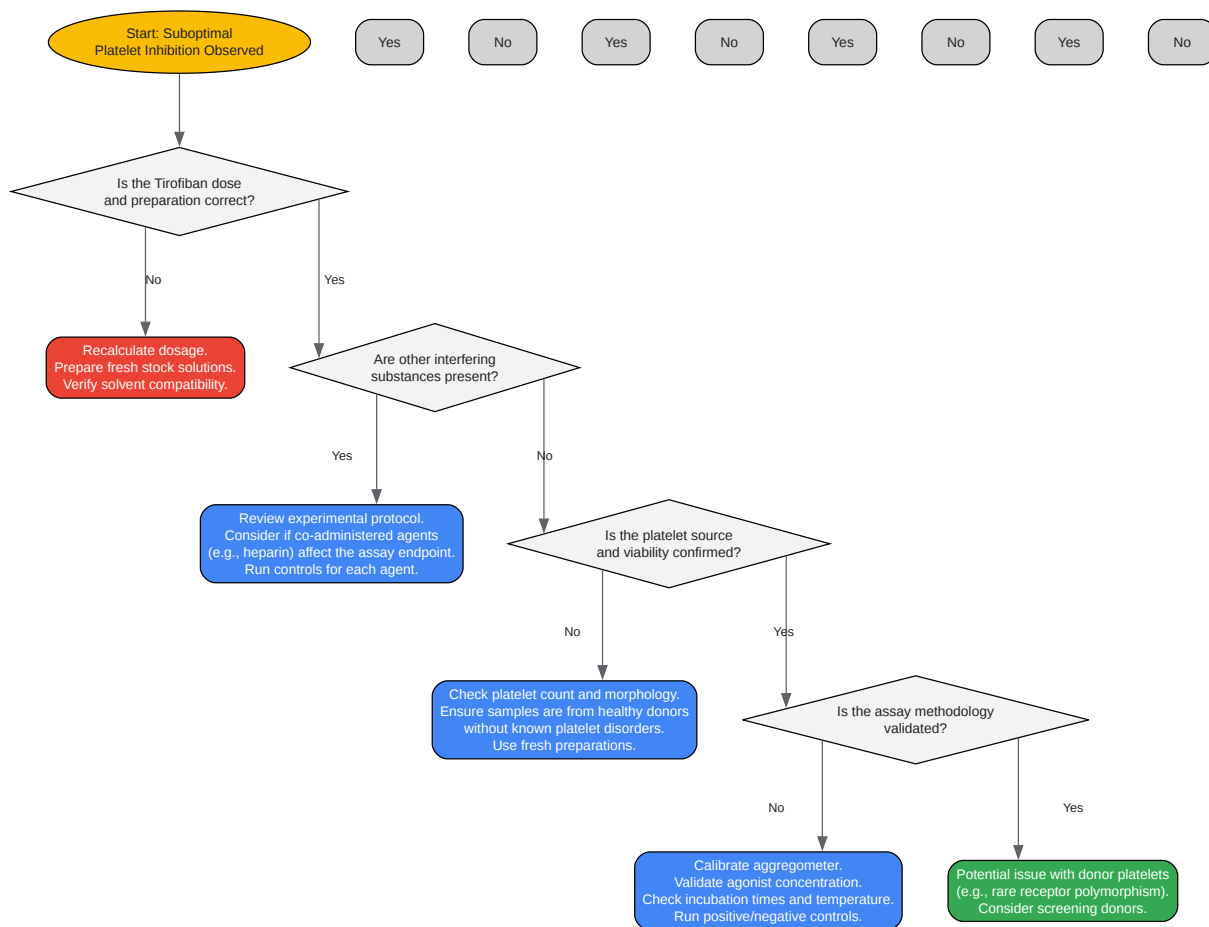 Start: Suboptimal
Platelet Inhibition Observed
Yes
No
Yes
No
Yes
No
Yes
No
Is the Tirofiban dose
and preparation correct?
No
Yes
Recalculate dosage.
Prepare fresh stock solutions.
Verify solvent compatibility.
Are other interfering
substances present?
Yes
No
Review experimental protocol.
Consider if co-administered agents
(e.g., heparin) affect the assay endpoint.
Run controls for each agent.
Is the platelet source
and viability confirmed?
No
Yes
Check platelet count and morphology.
Ensure samples are from healthy donors
without known platelet disorders.
Use fresh preparations.
Is the assay methodology
validated?
No
Yes
Calibrate aggregometer.
Validate agonist concentration.
Check incubation times and temperature.
Run positive/negative controls.
Potential issue with donor platelets
(e.g., rare receptor polymorphism).
Consider screening donors.